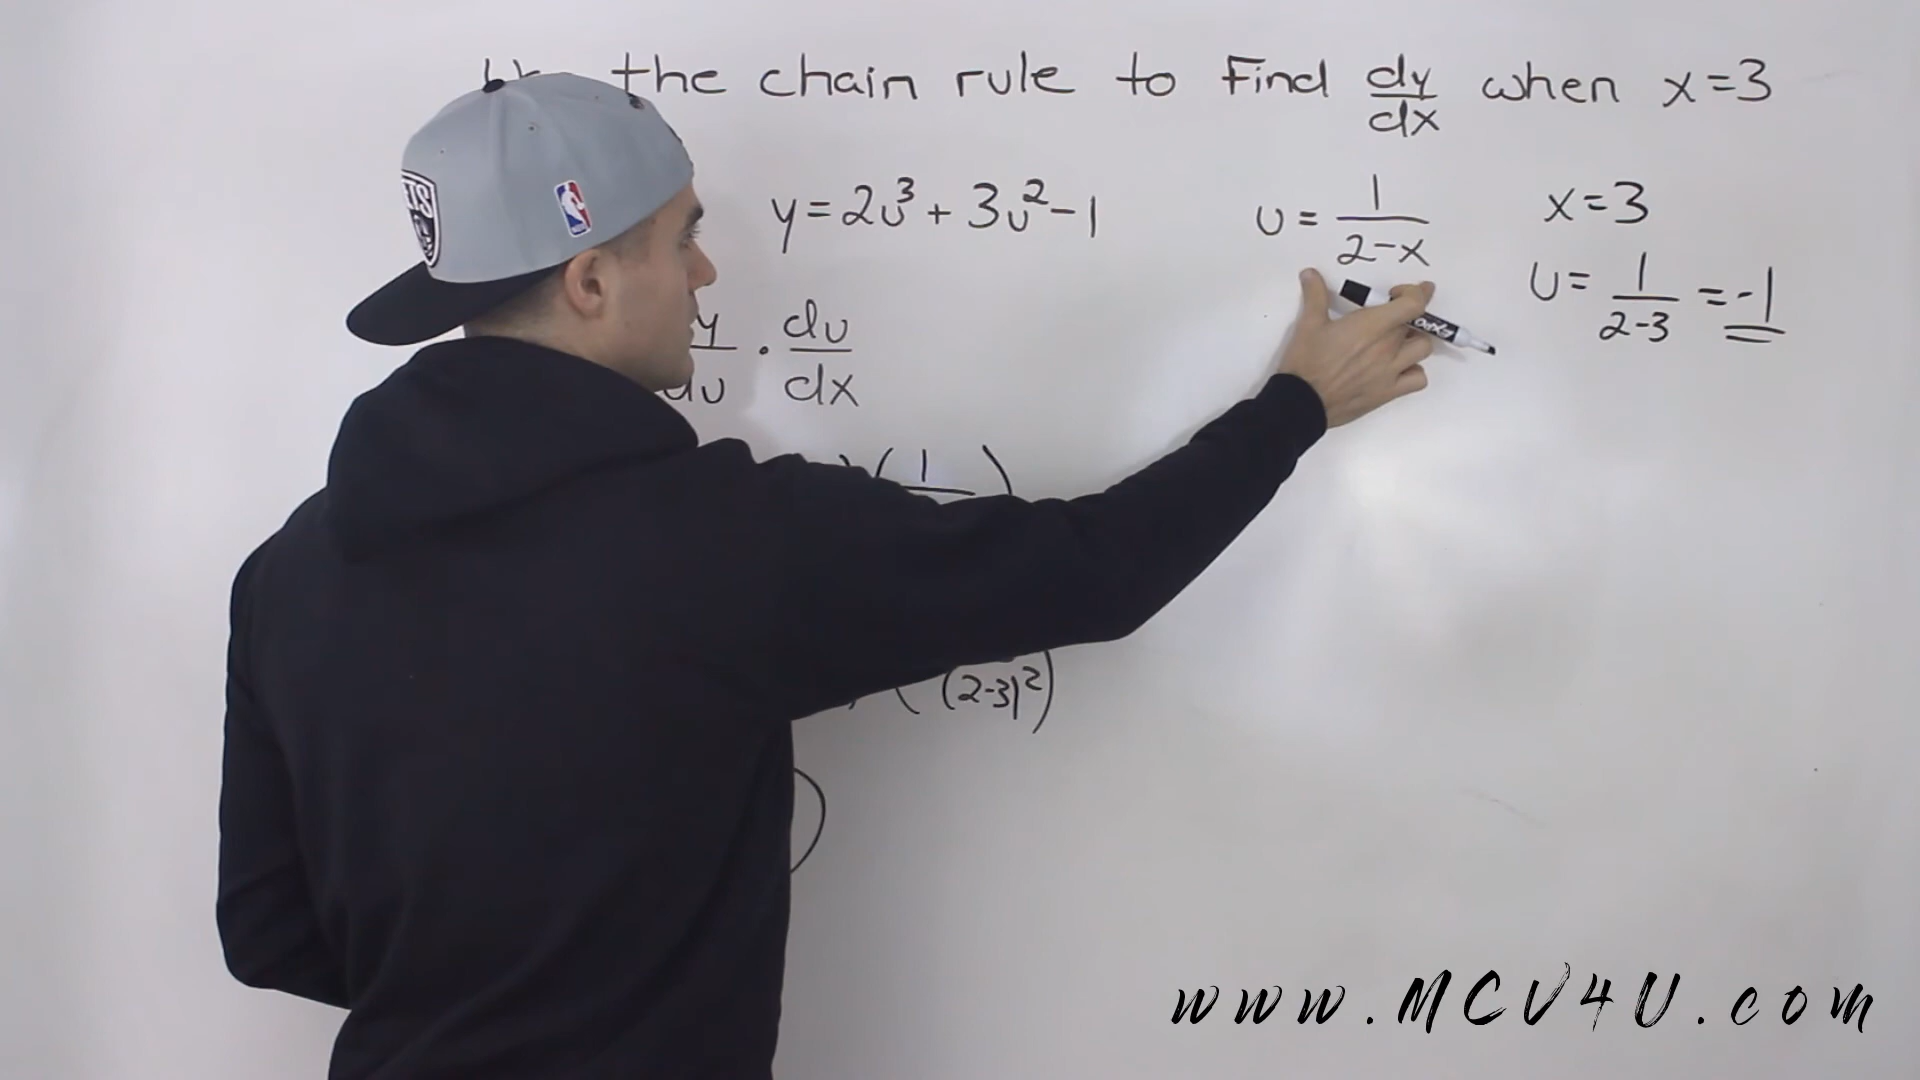 the chain rule to find dy/dx when x=3
y=2u³+3u²-1 u=1/(2-x) x=3
u=1/(2-3)=-1
dy/du · du/dx
(1
(2-3)²)
www.MCV4U.com